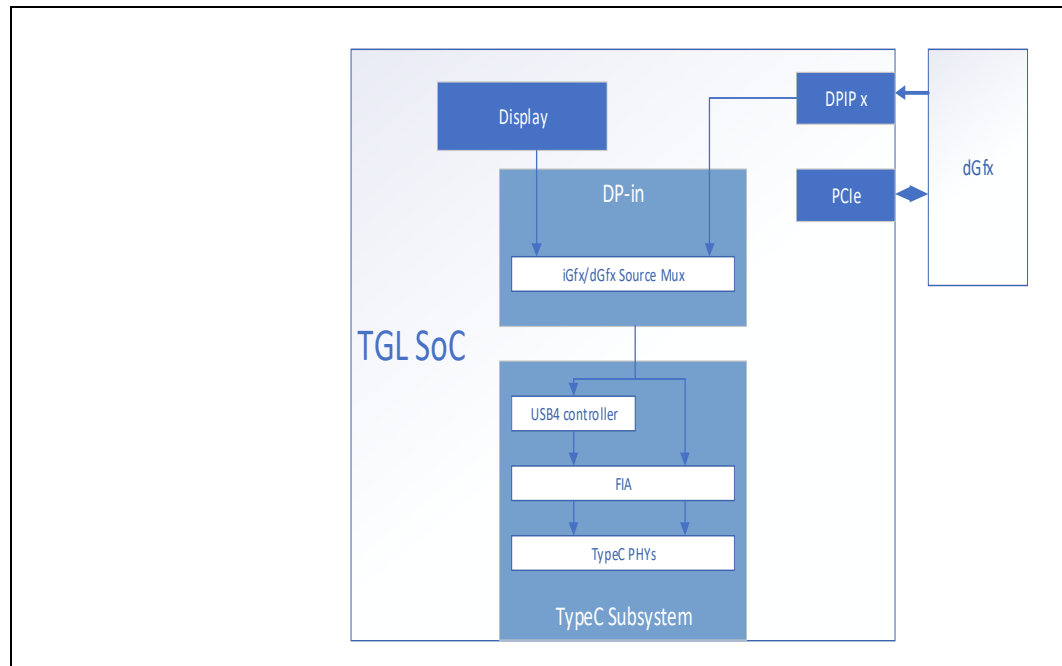 DPIP x
Display
dGfx
PCIe
DP-in
iGfx/dGfx Source Mux
TGL SoC
USB4 controller
FIA
TypeC PHYs
TypeC Subsystem